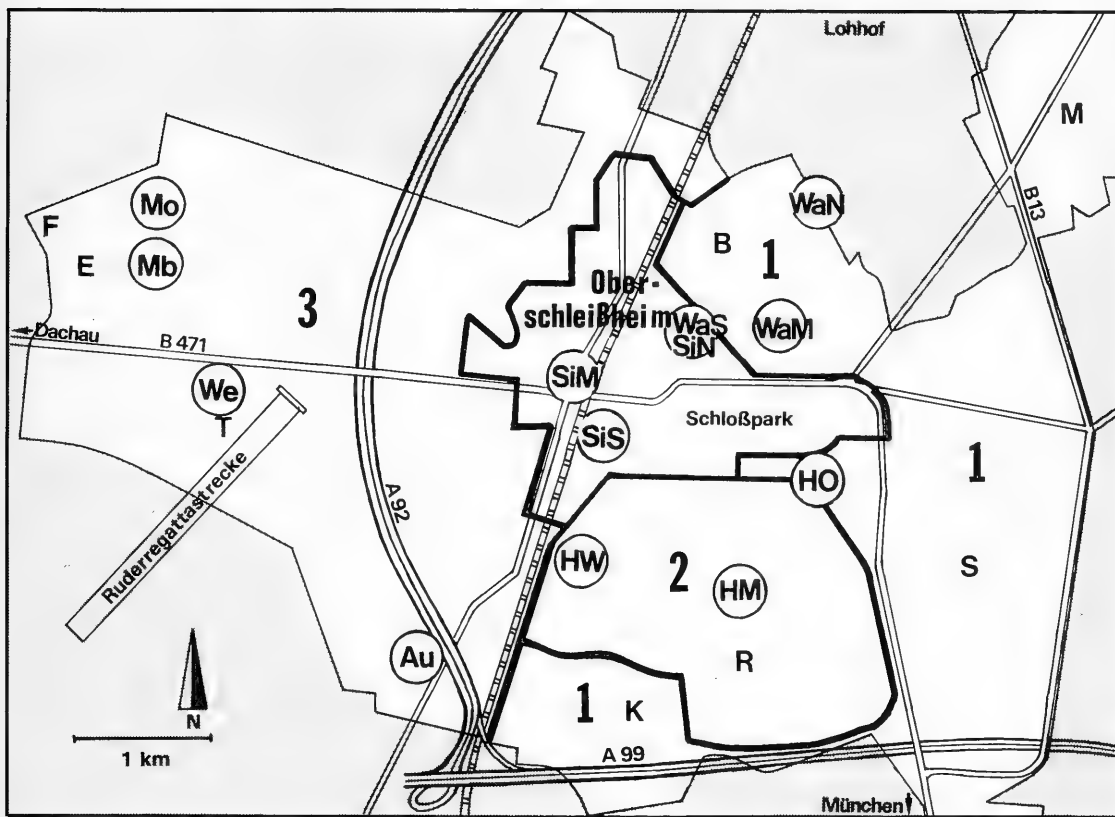 Lohhof
M
Mo
WaN
B 13
F
B
E
Mb
1
Ober-
3
schleißheim
WaS
WaM
SiN
Dachau
B 471
SiM
We
T
Schloßpark
SiS
1
HO
A 92
Ruderregattastrecke
HW
2
HM
S
Au
R
N
1 K
1 km
A 99
München